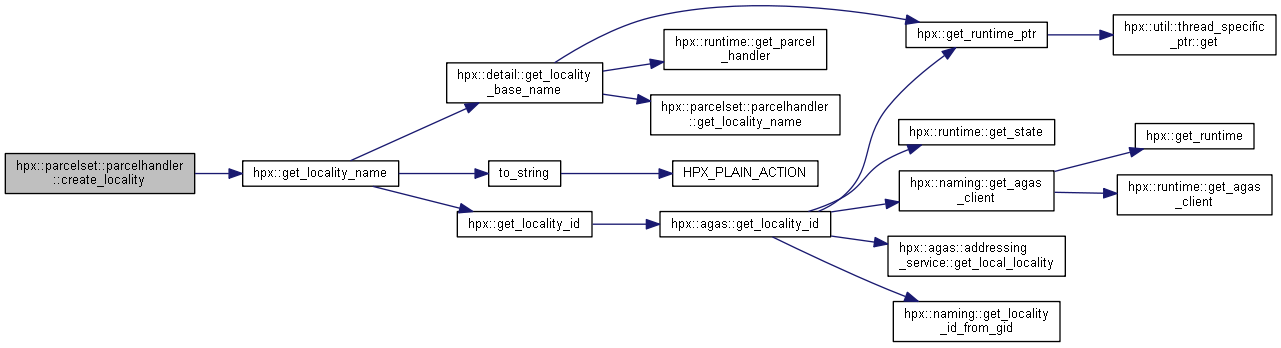 hpx::parcelset::parcelhandler
::create_locality
hpx::get_locality_name
hpx::detail::get_locality
_base_name
to_string
hpx::get_locality_id
hpx::runtime::get_parcel
_handler
hpx::parcelset::parcelhandler
::get_locality_name
HPX_PLAIN_ACTION
hpx::agas::get_locality_id
hpx::get_runtime_ptr
hpx::runtime::get_state
hpx::naming::get_agas
_client
hpx::agas::addressing
_service::get_local_locality
hpx::naming::get_locality
_id_from_gid
hpx::util::thread_specific
_ptr::get
hpx::get_runtime
hpx::runtime::get_agas
_client